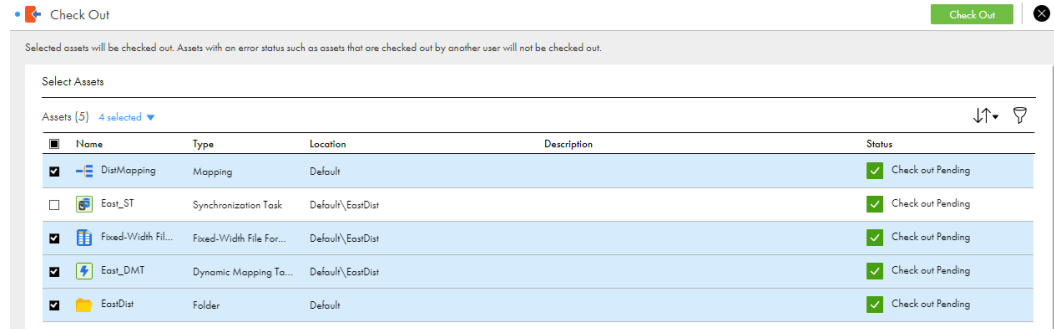 Check Out Check Out
Selected assets will be checked out. Assets with an error status such as assets that are checked out by another user will not be checked out.
Select Assets
Assets (5) 4 selected
Name Type Location Description Status
DistMapping Mapping Default Check out Pending
East_ST Synchronization Task Default\EastDist Check out Pending
Fixed-Width Fil... Fixed-Width File For... Default\EastDist Check out Pending
East_DMT Dynamic Mapping Ta... Default\EastDist Check out Pending
EastDist Folder Default Check out Pending